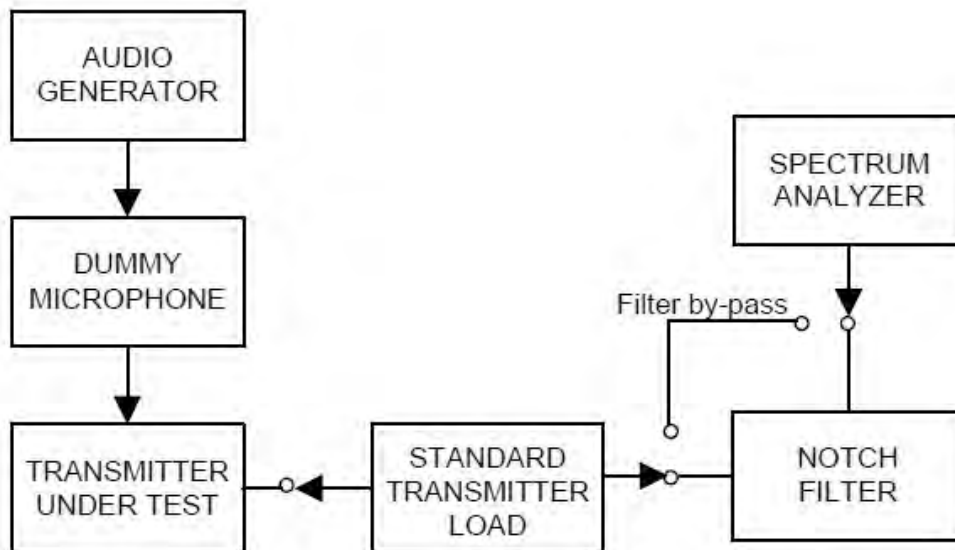 AUDIO
GENERATOR
DUMMY
MICROPHONE
TRANSMITTER
UNDER TEST
STANDARD
TRANSMITTER
LOAD
Filter by-pass
SPECTRUM
ANALYZER
NOTCH
FILTER